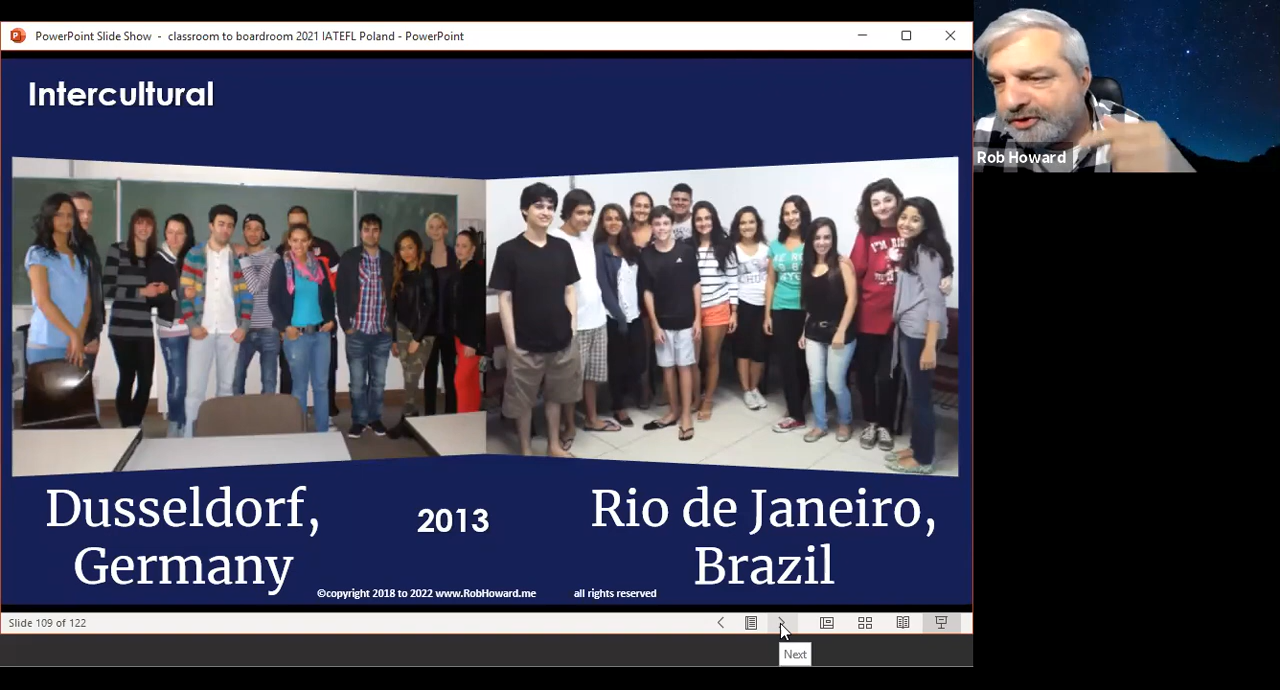 PowerPoint Slide Show - classroom to boardroom 2021 IATEFL Poland - PowerPoint
Rob Howard
Intercultural
Dusseldorf,
Germany
2013
Rio de Janeiro,
Brazil
©copyright 2018 to 2022 www.RobHoward.me all rights reserved
Slide 109 of 122
Next